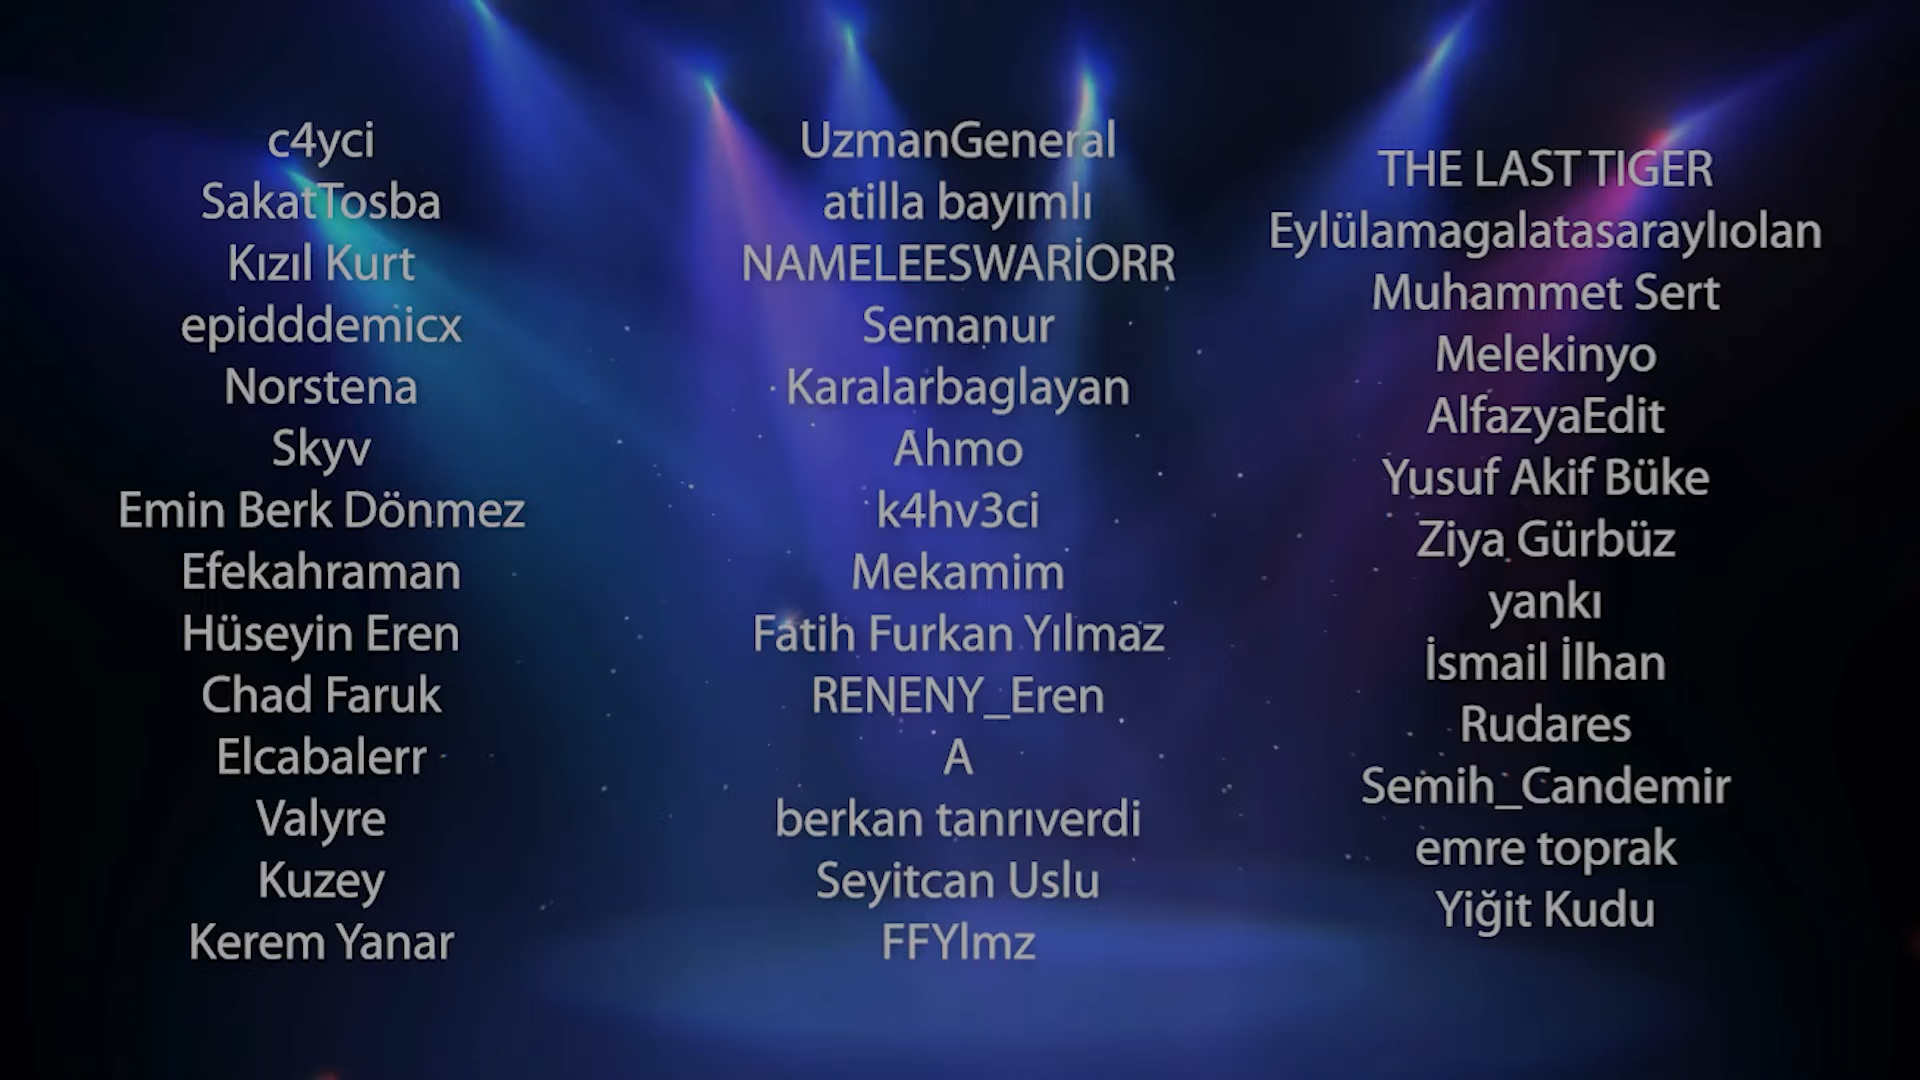 c4yci
SakatTosba
Kızıl Kurt
epidddemicx
Norstena
Skyv
Emin Berk Dönmez
Efekahraman
Hüseyin Eren
Chad Faruk
Elcabalerr
Valyre
Kuzey
Kerem Yanar
UzmanGeneral
atilla bayımlı
NAMELEESWARİORR
Semanur
Karalarbaglayan
Ahmo
k4hv3ci
Mekamim
Fatih Furkan Yılmaz
RENENY_Eren
A
berkan tanrıverdi
Seyitcan Uslu
FFYlmz
THE LAST TIGER
Eylülamagalatasaraylıolan
Muhammet Sert
Melekinyo
AlfazyaEdit
Yusuf Akif Büke
Ziya Gürbüz
yankı
İsmail İlhan
Rudares
Semih_Candemir
emre toprak
Yiğit Kudu